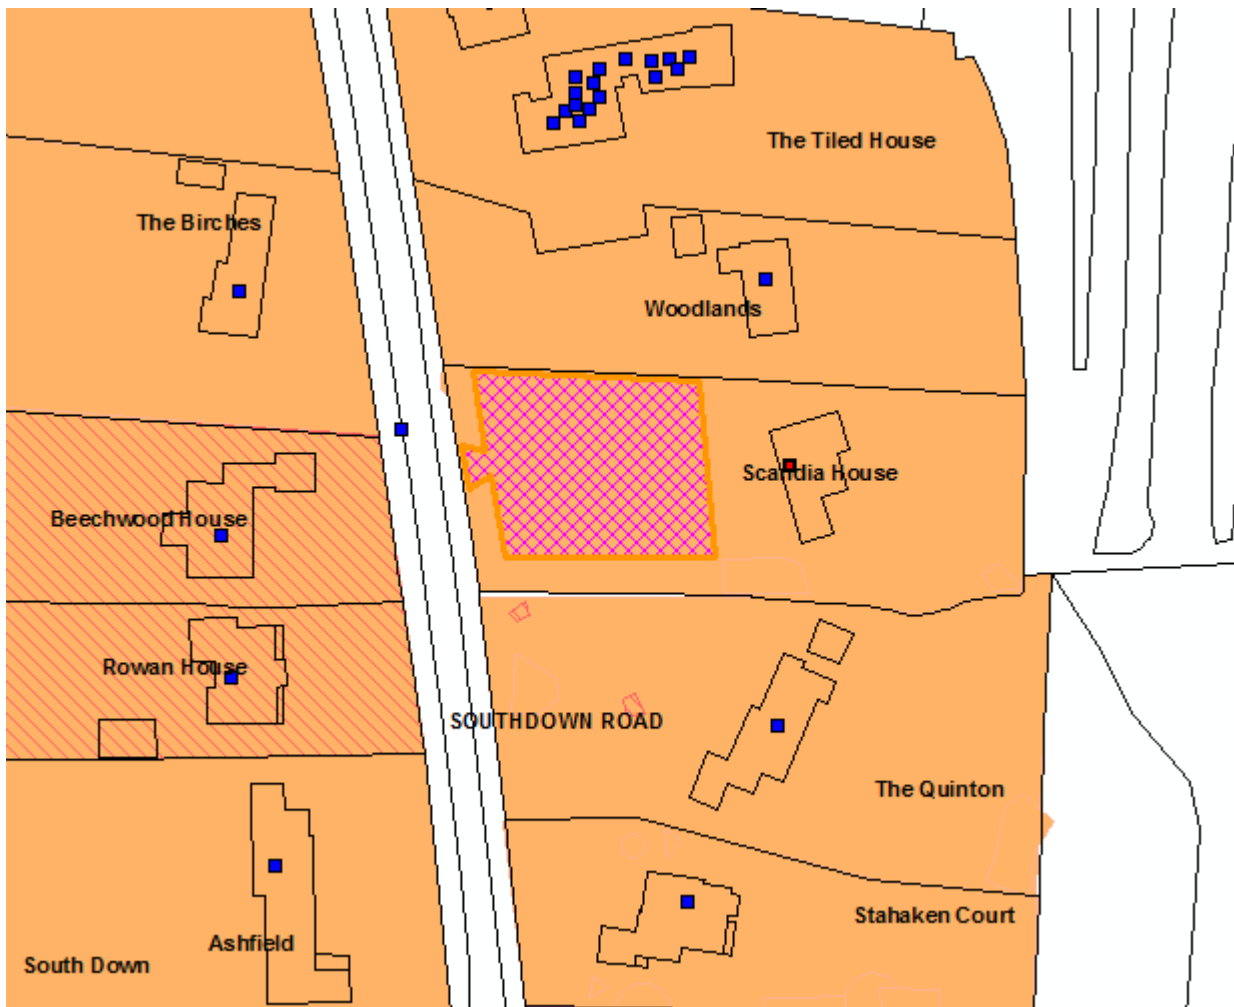 The Tiled House
The Birches
Woodlands
Scandia House
Beechwood House
Rowan House
SOUTHDOWN ROAD
The Quinton
Stahaken Court
Ashfield
South Down